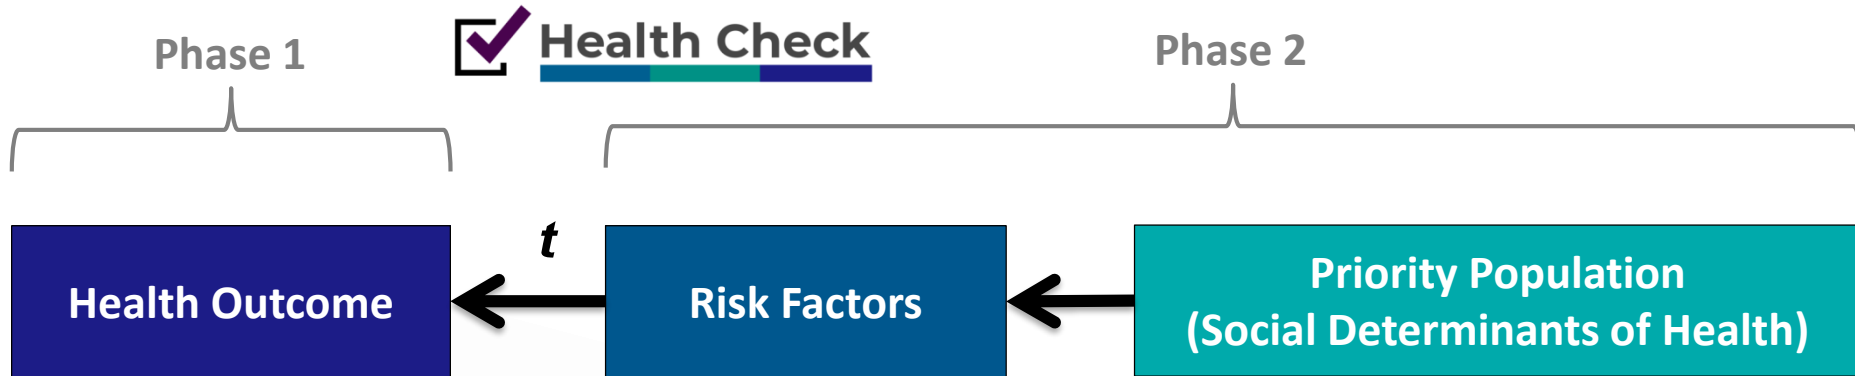 Phase 1
Health Check
Phase 2
t
Health Outcome
Risk Factors
Priority Population
(Social Determinants of Health)